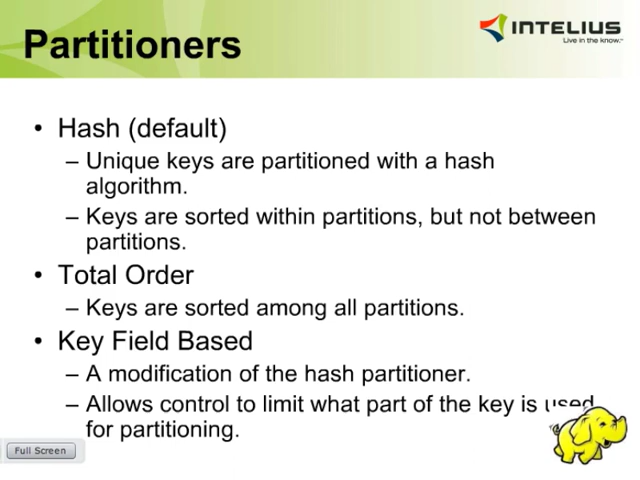 Partitioners
INTELIUS
Live in the know.™
• Hash (default)
– Unique keys are partitioned with a hash
algorithm.
– Keys are sorted within partitions, but not between
partitions.
• Total Order
– Keys are sorted among all partitions.
• Key Field Based
– A modification of the hash partitioner.
– Allows control to limit what part of the key is used
for partitioning.
Full Screen